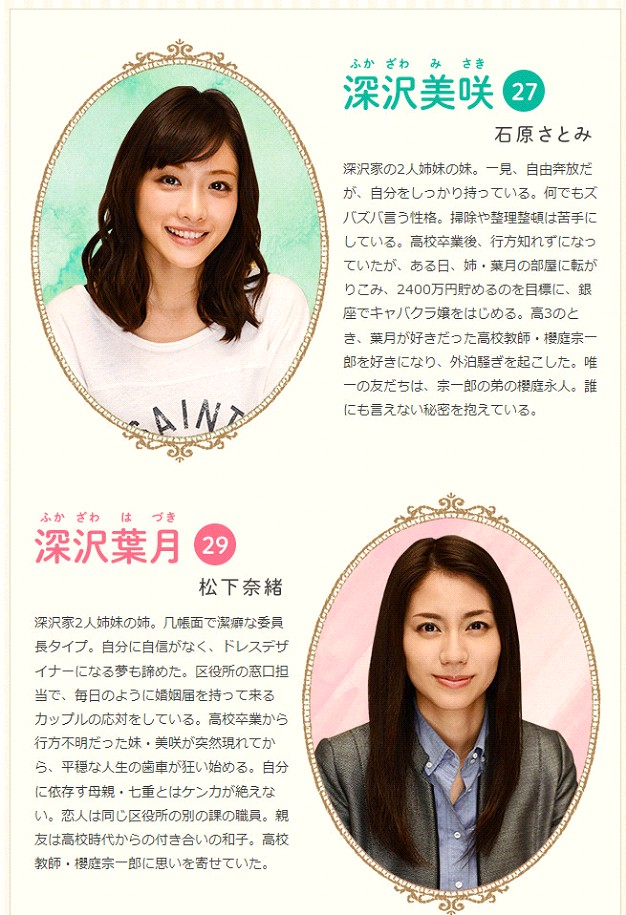 ふか ざわ み さき
深沢美咲 27
石原さとみ
深沢家の2人姉妹の妹。一見、自由奔放だ
が、自分をしっかり持っている。何でもズ
バズバ言う性格。掃除や整理整頓は苦手に
している。高校卒業後、行方知れずになっ
ていたが、ある日、姉・葉月の部屋に転が
りこみ、2400万円貯めるのを目標に、銀
座でキャバクラ嬢をはじめる。高3のと
き、葉月が好きだった高校教師・櫻庭宗一
郎を好きになり、外泊騒ぎを起こした。唯
一の友だちは、宗一郎の弟の櫻庭永人。誰
にも言えない秘密を抱えている。
SAINT
ふか ざわ は づき
深沢葉月 29
松下奈緒
深沢家2人姉妹の姉。几帳面で潔癖な委員
長タイプ。自分に自信がなく、ドレスデザ
イナーになる夢も諦めた。区役所の窓口担
当で、毎日のように婚姻届を持って来る
カップルの応対をしている。高校卒業から
行方不明だった妹・美咲が突然現れてか
ら、平穏な人生の歯車が狂い始める。自分
に依存する母親・七重とはケンカが絶えな
い。恋人は同じ区役所の別の課の職員。親
友は高校時代からの付き合いの和子。高校
教師・櫻庭宗一郎に思いを寄せていた。